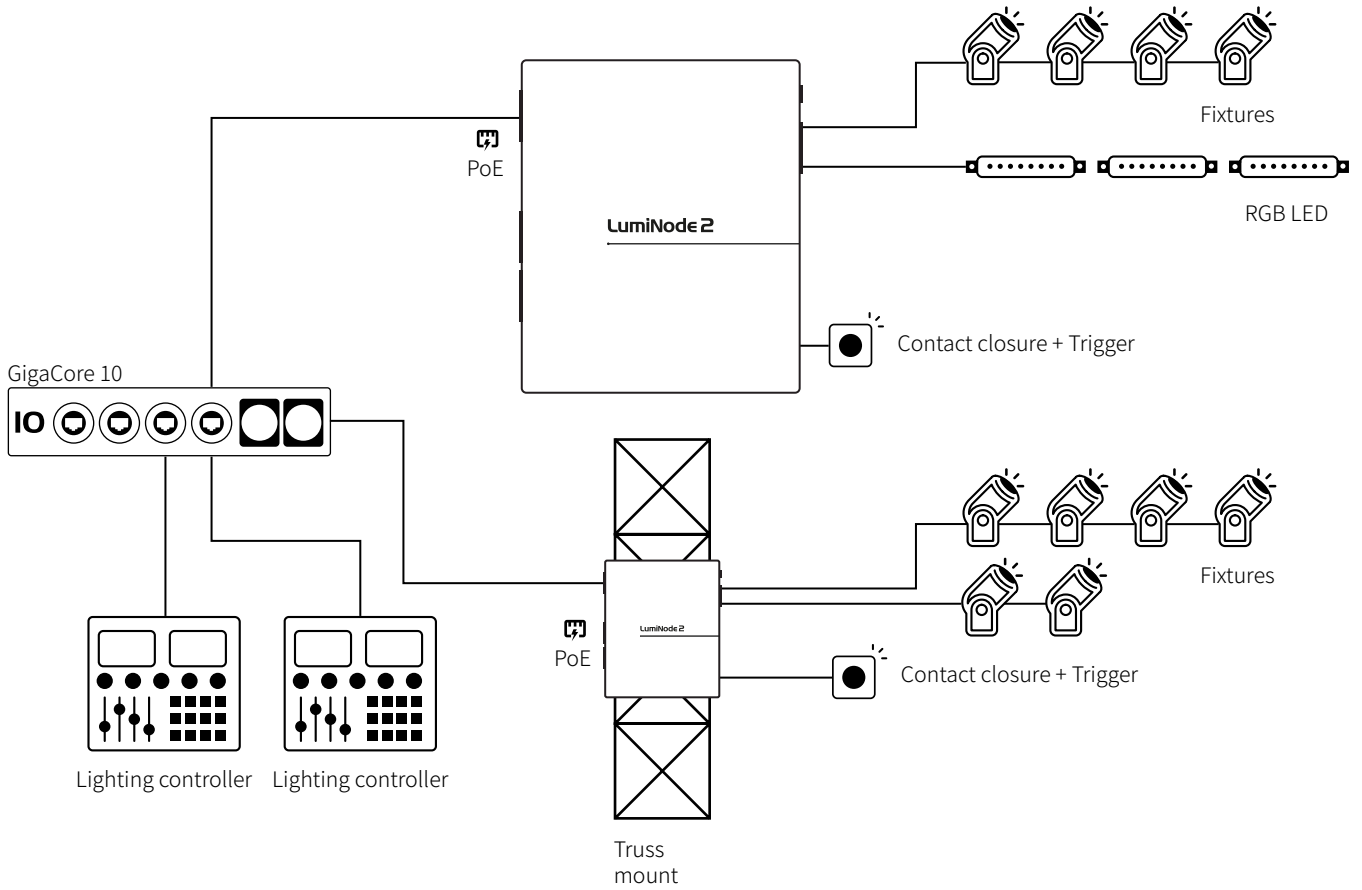 Fixtures
PoE
RGB LED
LumiNode 2
Contact closure + Trigger
GigaCore 10
10
Fixtures
LumiNode 2
PoE
Contact closure + Trigger
Lighting controller
Lighting controller
Truss
mount